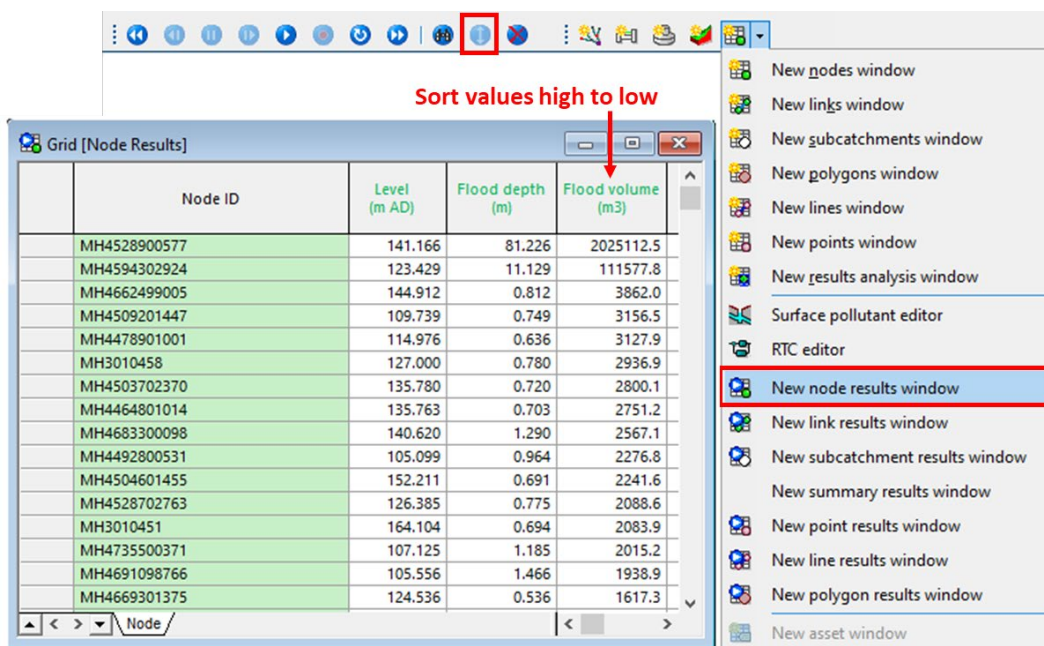 Sort values high to low
Grid [Node Results]
Node ID Level (m AD) Flood depth (m) Flood volume (m3)
MH4528900577 141.166 81.226 2025112.5
MH4594302924 123.429 11.129 111577.8
MH4662499005 144.912 0.812 3862.0
MH4509201447 109.739 0.749 3156.5
MH4478901001 114.976 0.636 3127.9
MH3010458 127.000 0.780 2936.9
MH4503702370 135.780 0.720 2800.1
MH4464801014 135.763 0.703 2751.2
MH4683300098 140.620 1.290 2567.1
MH4492800531 105.099 0.964 2276.8
MH4504601455 152.211 0.691 2241.6
MH4528702763 126.385 0.775 2088.6
MH3010451 164.104 0.694 2083.9
MH4735500371 107.125 1.185 2015.2
MH4691098766 105.556 1.466 1938.9
MH4669301375 124.536 0.536 1617.3
Node
New nodes window
New links window
New subcatchments window
New polygons window
New lines window
New points window
New results analysis window
Surface pollutant editor
RTC editor
New node results window
New link results window
New subcatchment results window
New summary results window
New point results window
New line results window
New polygon results window
New asset window